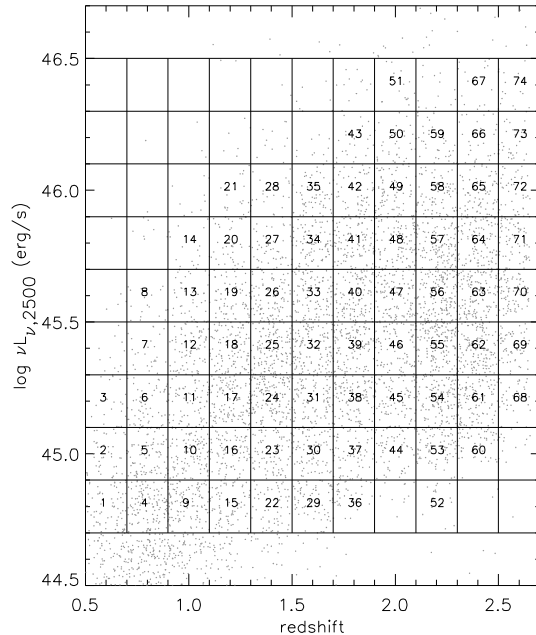 46.5
51 67 74
43 50 59 66 73
46.0
21 28 35 42 49 58 65 72
14 20 27 34 41 48 57 64 71
8 13 19 26 33 40 47 56 63 70
45.5
7 12 18 25 32 39 46 55 62 69
3 6 11 17 24 31 38 45 54 61 68
45.0
2 5 10 16 23 30 37 44 53 60
1 4 9 15 22 29 36 52
44.5
0.5 1.0 1.5 2.0 2.5
redshift
log νLν,2500 (erg/s)